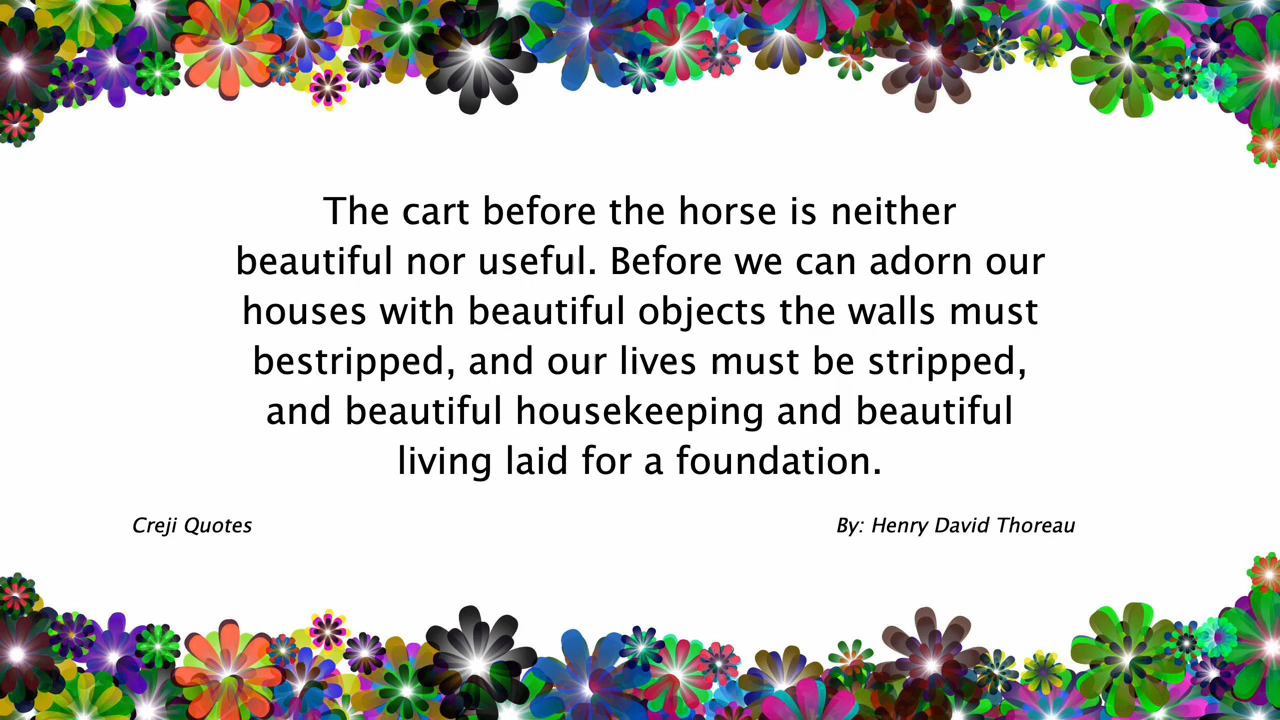 The cart before the horse is neither
beautiful nor useful. Before we can adorn our
houses with beautiful objects the walls must
bestripped, and our lives must be stripped,
and beautiful housekeeping and beautiful
living laid for a foundation.
Creji Quotes
By: Henry David Thoreau